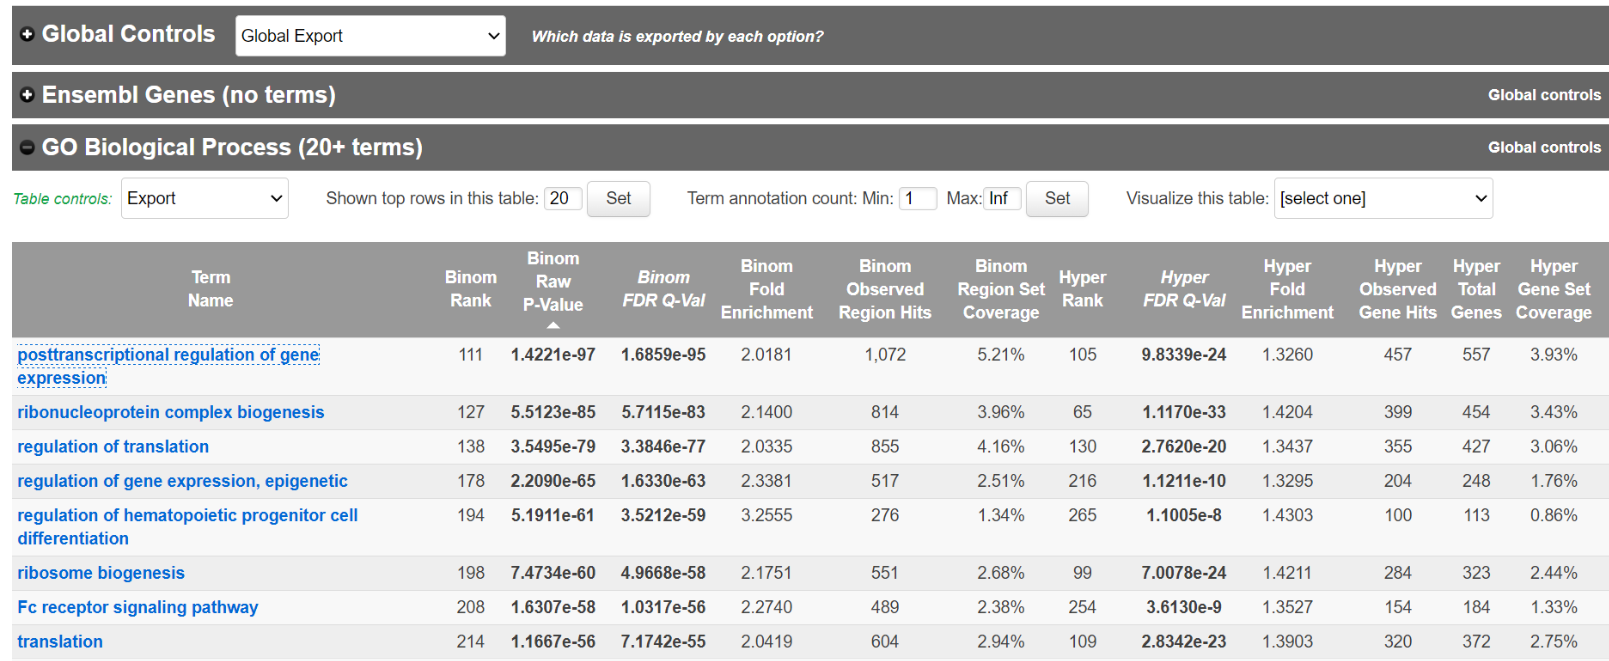 Global Controls Global Export Which data is exported by each option?
Ensembl Genes (no terms) Global controls
GO Biological Process (20+ terms) Global controls
Table controls: Export Shown top rows in this table: 20 Set Term annotation count: Min: 1 Max: Inf Set Visualize this table: [select one]
Term Name Binom Rank Binom Raw P-Value Binom FDR Q-Val Binom Fold Enrichment Binom Observed Region Hits Binom Region Set Coverage Hyper Rank Hyper FDR Q-Val Hyper Fold Enrichment Hyper Observed Gene Hits Hyper Total Genes Hyper Gene Set Coverage
posttranscriptional regulation of gene 111 1.4221e-97 1.6859e-95 2.0181 1,072 5.21% 105 9.8339e-24 1.3260 457 557 3.93%
expression
ribonucleoprotein complex biogenesis 127 5.5123e-85 5.7115e-83 2.1400 814 3.96% 65 1.1170e-33 1.4204 399 454 3.43%
regulation of translation 138 3.5495e-79 3.3846e-77 2.0335 855 4.16% 130 2.7620e-20 1.3437 355 427 3.06%
regulation of gene expression, epigenetic 178 2.2090e-65 1.6330e-63 2.3381 517 2.51% 216 1.1211e-10 1.3295 204 248 1.76%
regulation of hematopoietic progenitor cell 194 5.1911e-61 3.5212e-59 3.2555 276 1.34% 265 1.1005e-8 1.4303 100 113 0.86%
differentiation
ribosome biogenesis 198 7.4734e-60 4.9668e-58 2.1751 551 2.68% 99 7.0078e-24 1.4211 284 323 2.44%
Fc receptor signaling pathway 208 1.6307e-58 1.0317e-56 2.2740 489 2.38% 254 3.6130e-9 1.3527 154 184 1.33%
translation 214 1.1667e-56 7.1742e-55 2.0419 604 2.94% 109 2.8342e-23 1.3903 320 372 2.75%